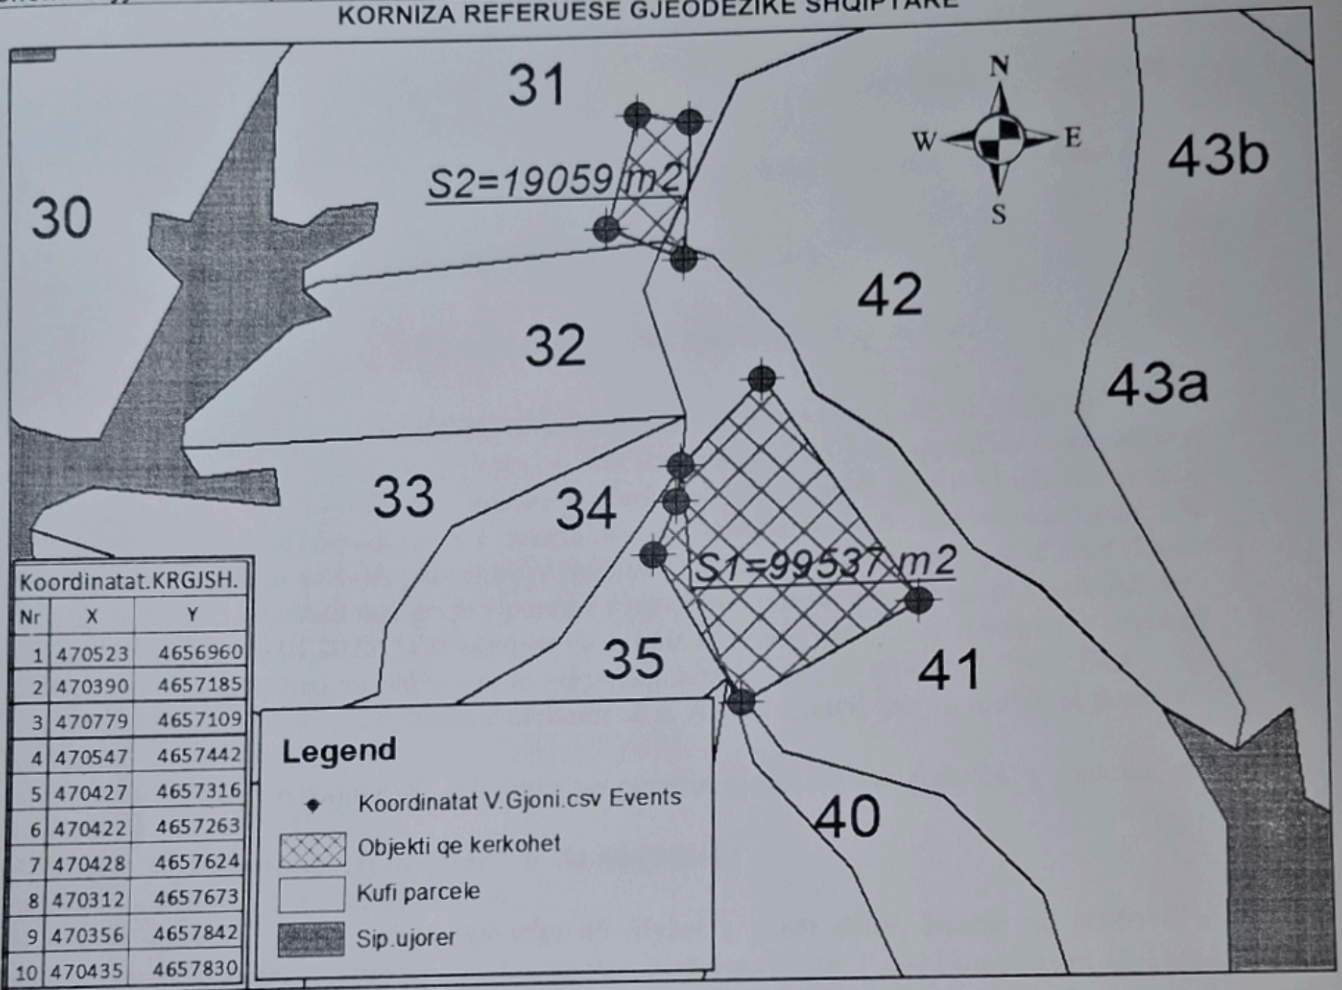 KORNIZA REFERUESE GJEODEZIKE SHQIPTARE
31
N
W E
S
43b
S2=19059 m2
30
42
32
43a
33
34
S1=99537 m2
35
41
40
Koordinatat.KRGJSH.
Nr X Y
1 470523 4656960
2 470390 4657185
3 470779 4657109
4 470547 4657442
5 470427 4657316
6 470422 4657263
7 470428 4657624
8 470312 4657673
9 470356 4657842
10 470435 4657830
Legend
Koordinatat V.Gjoni.csv Events
Objekti qe kerkohet
Kufi parcele
Sip.ujorer